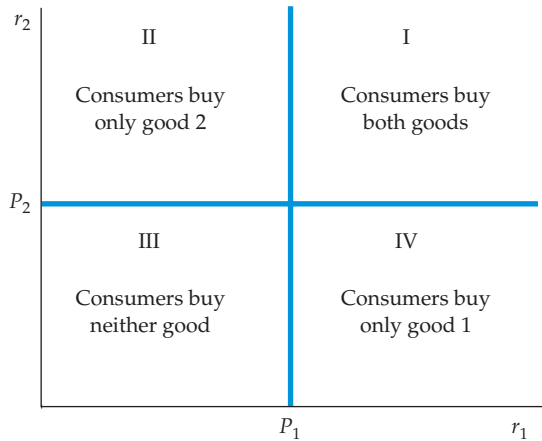 r2
II
I
Consumers buy
only good 2
Consumers buy
both goods
P2
III
IV
Consumers buy
neither good
Consumers buy
only good 1
P1
r1